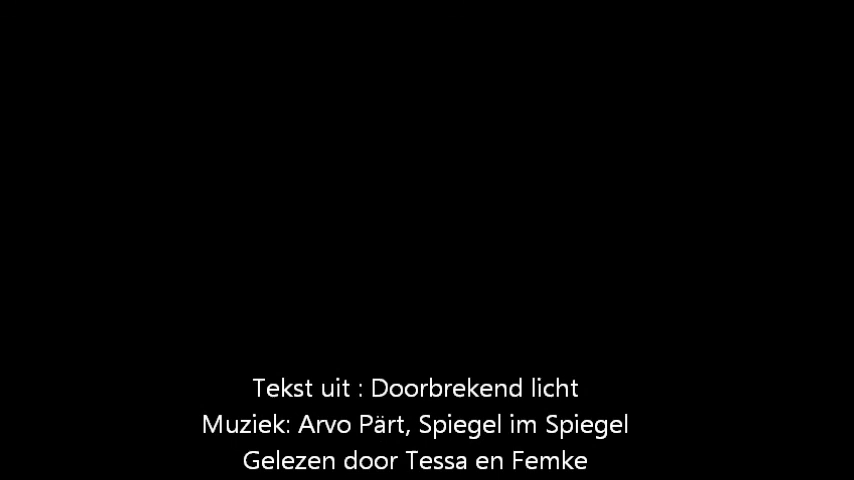 Tekst uit : Doorbrekend licht
Muziek: Arvo Pärt, Spiegel im Spiegel
Gelezen door Tessa en Femke